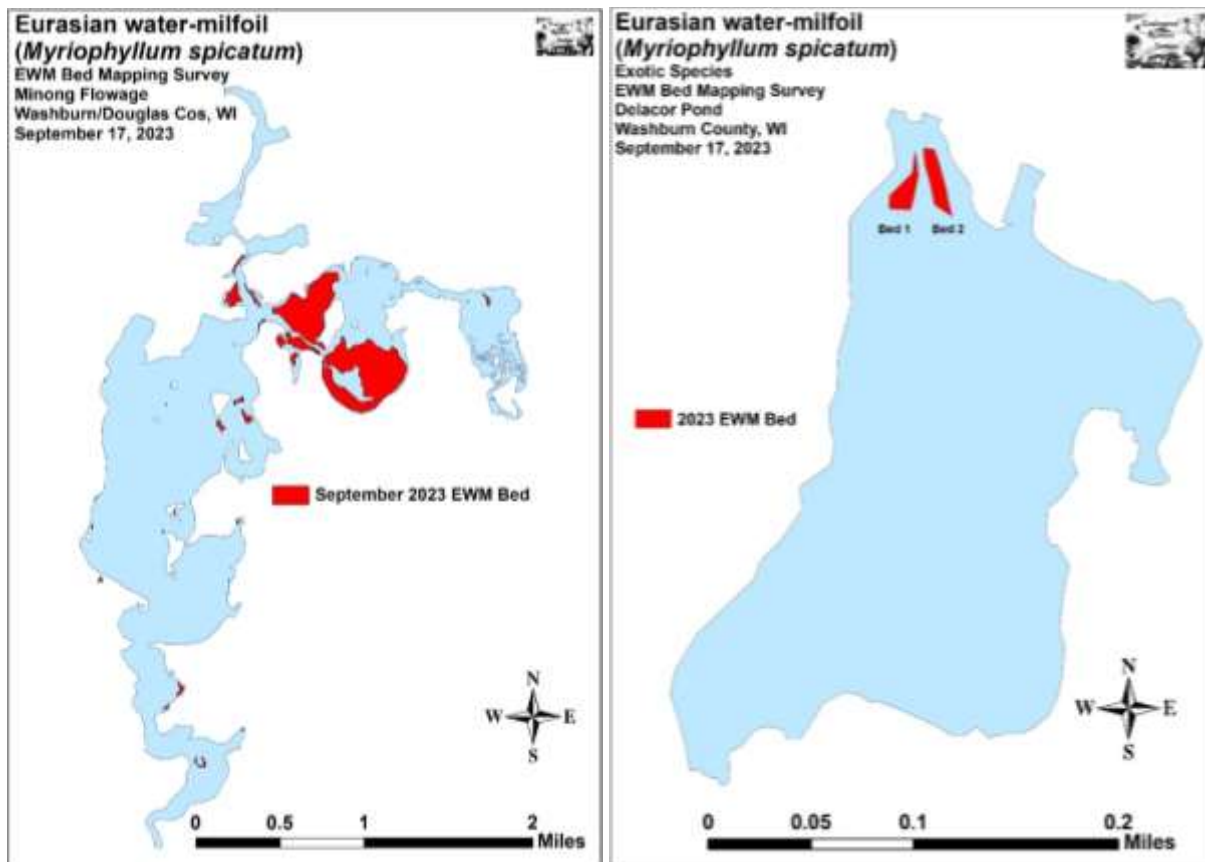 Eurasian water-milfoil
(Myriophyllum spicatum)
EWM Bed Mapping Survey
Minong Flowage
Washburn/Douglas Cos, WI
September 17, 2023
September 2023 EWM Bed
N
W E
S
0 0.5 1 2
Miles
Eurasian water-milfoil
(Myriophyllum spicatum)
Exotic Species
EWM Bed Mapping Survey
Delacor Pond
Washburn County, WI
September 17, 2023
Bed 1 Bed 2
2023 EWM Bed
N
W E
S
0 0.05 0.1 0.2
Miles